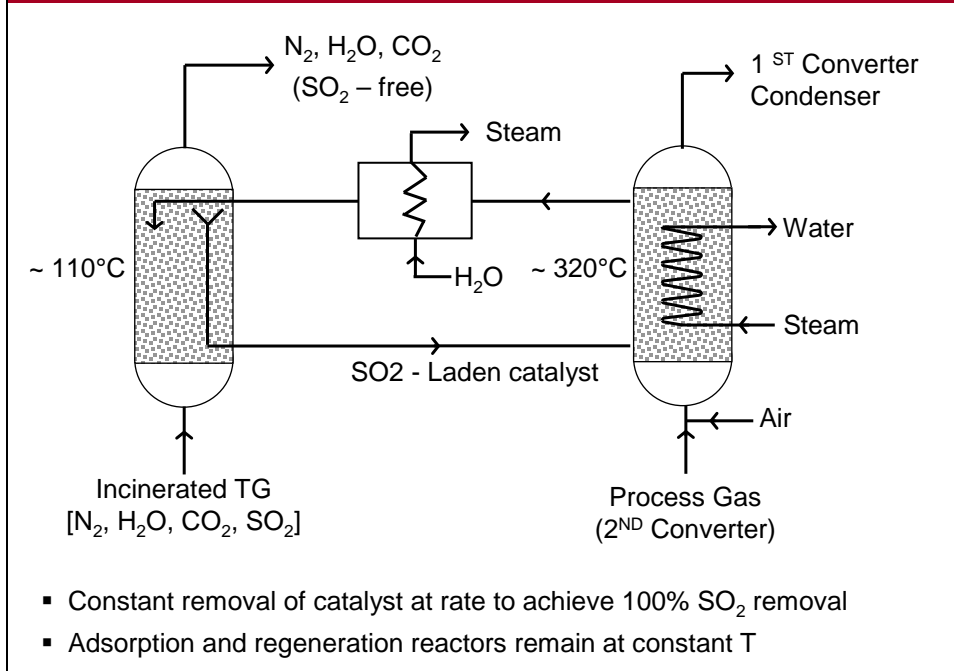 N₂, H₂O, CO₂
(SO₂ – free)
1 ST Converter
Condenser
Steam
Water
~ 110°C
H₂O
~ 320°C
Steam
SO2 - Laden catalyst
Air
Incinerated TG
[N₂, H₂O, CO₂, SO₂]
Process Gas
(2ND Converter)
▪ Constant removal of catalyst at rate to achieve 100% SO₂ removal
▪ Adsorption and regeneration reactors remain at constant T